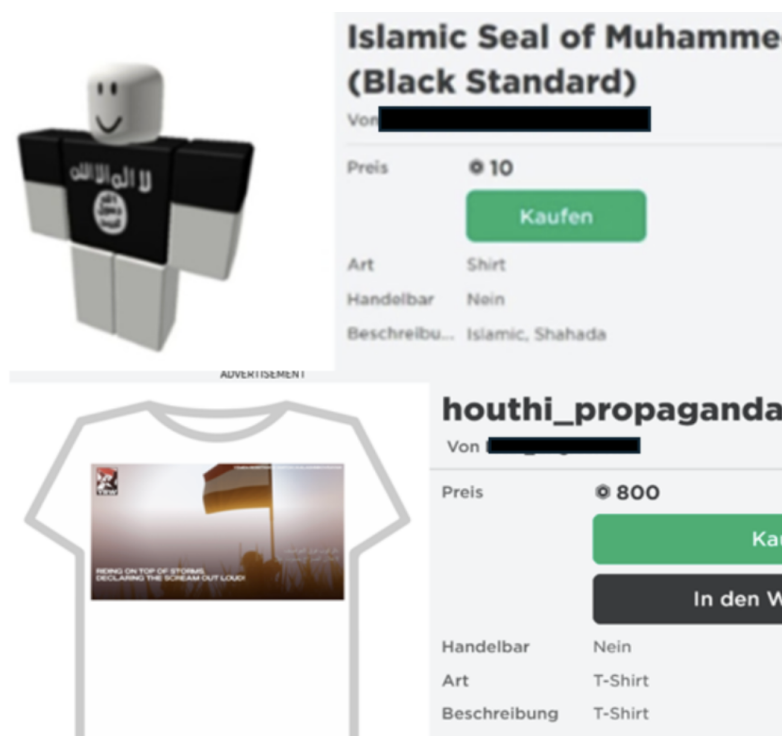 Islamic Seal of Muhamme
(Black Standard)
Von
لا اله الا الله
Preis 10
Kaufen
Art Shirt
Handelbar Nein
Beschreibu... Islamic, Shahada
ADVERTISEMENT
houthi_propaganda
Von
Preis 800
Kau
In den W
RIDING ON TOP OF STORMS,
DECLARING THE SCREAM OUT LOUD!
Handelbar Nein
Art T-Shirt
Beschreibung T-Shirt